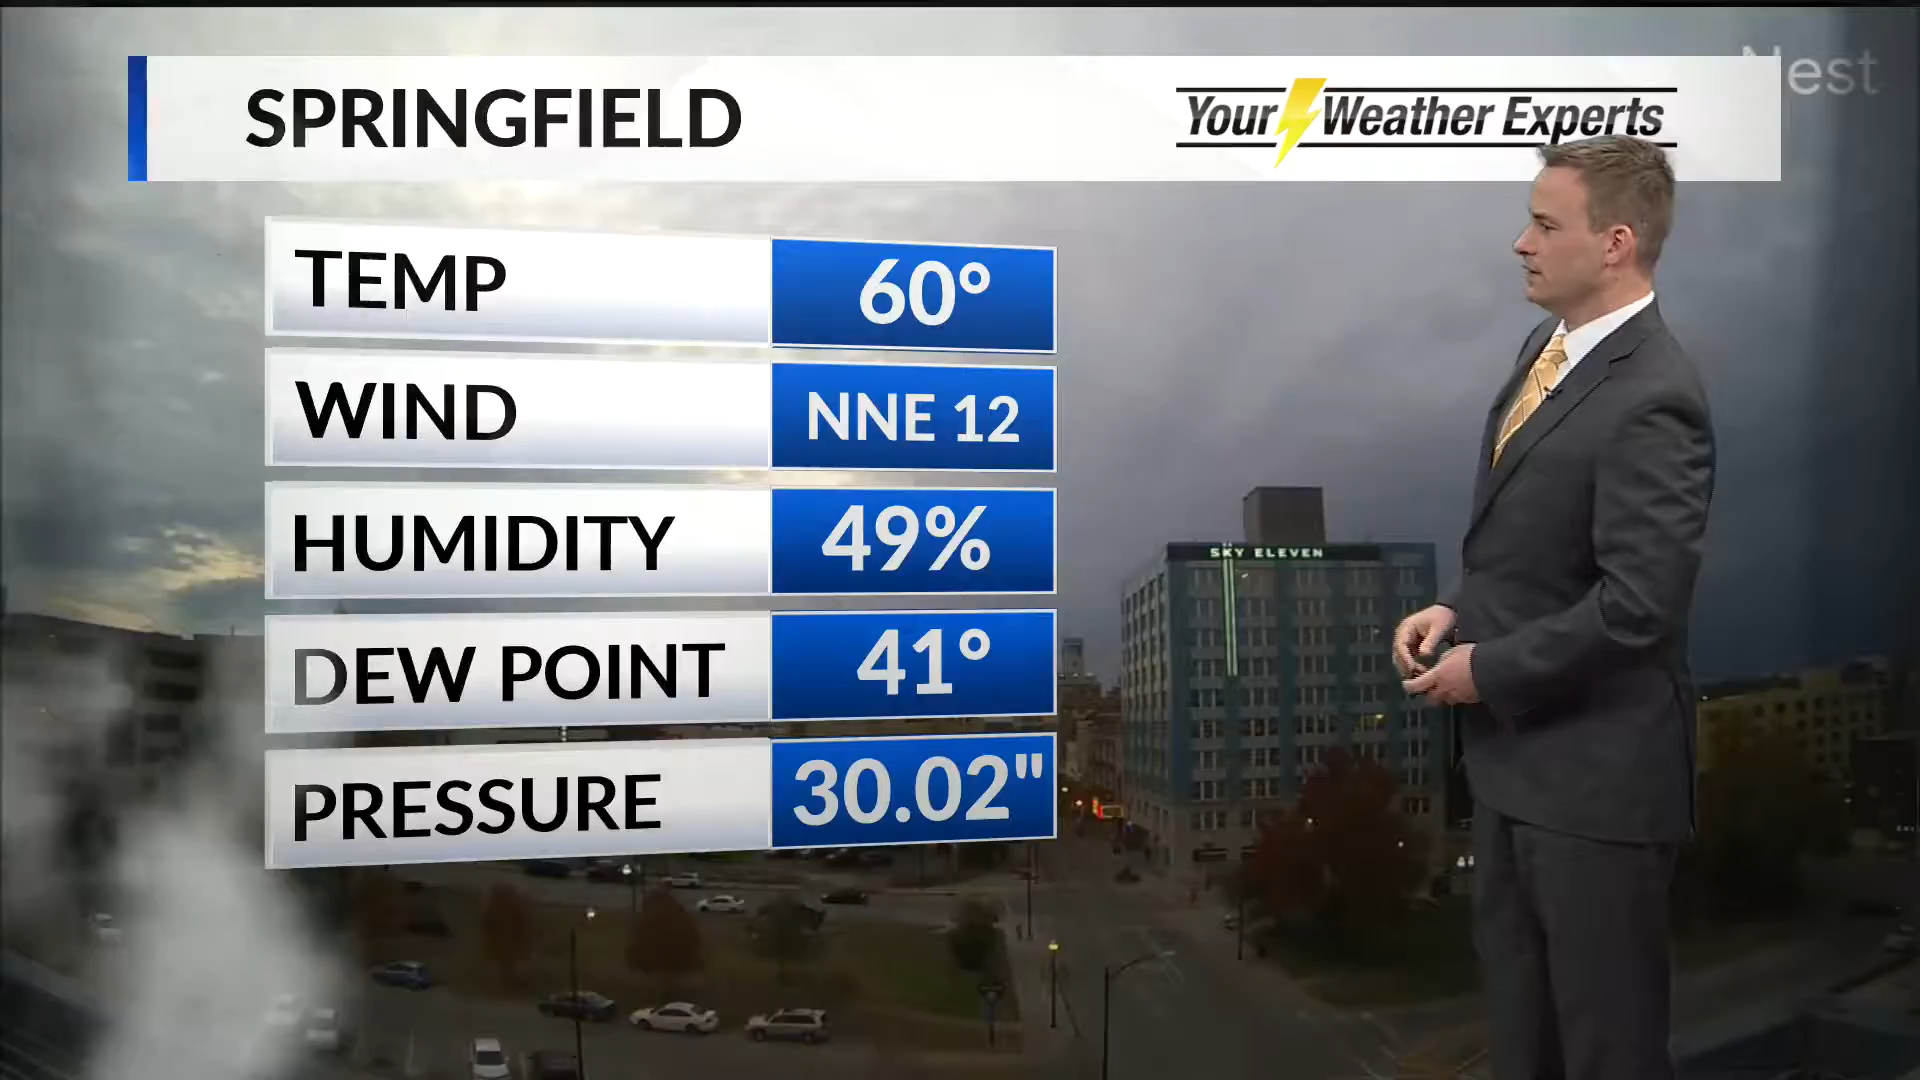 Nest
SPRINGFIELD
Your Weather Experts
TEMP 60°
WIND NNE 12
HUMIDITY 49%
DEW POINT 41°
PRESSURE 30.02"
SKY ELEVEN